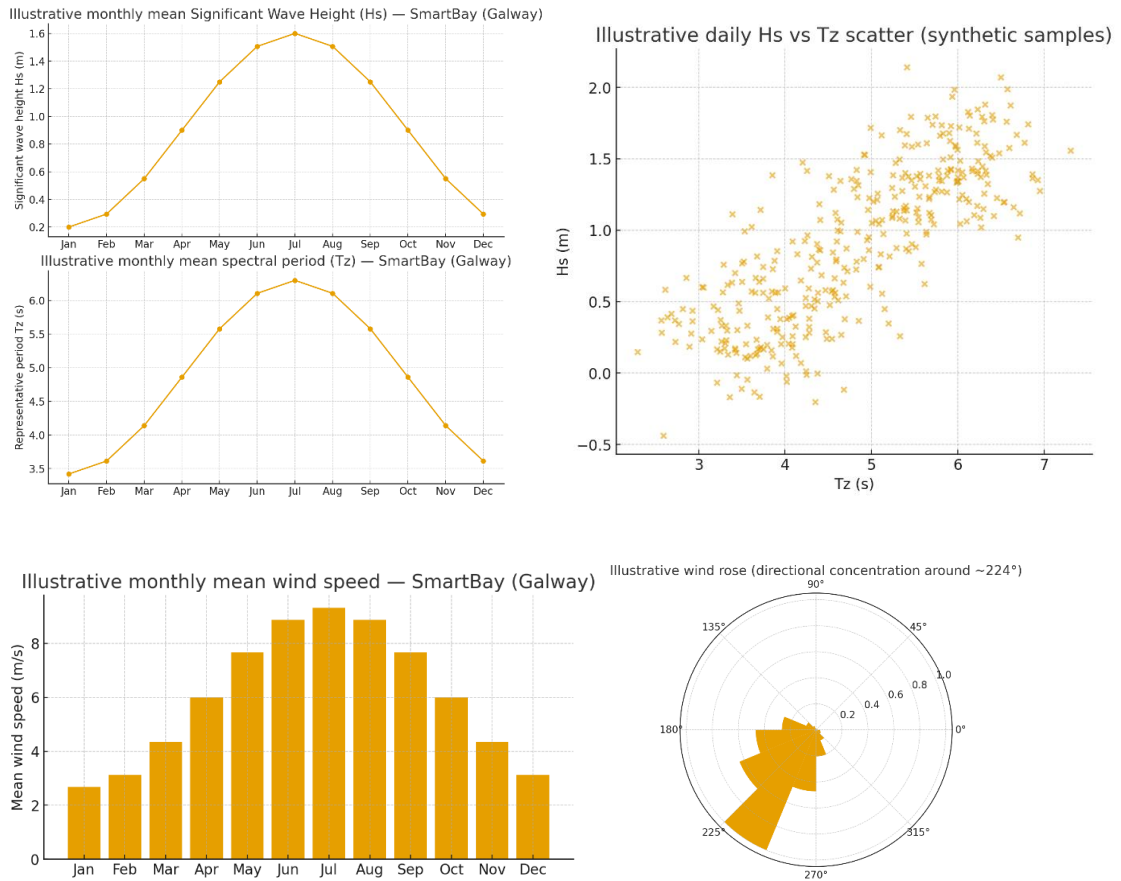 Illustrative monthly mean Significant Wave Height (Hs) — SmartBay (Galway)
Significant wave height Hs (m)
1.6
1.4
1.2
1.0
0.8
0.6
0.4
0.2
Jan Feb Mar Apr May Jun Jul Aug Sep Oct Nov Dec
Illustrative monthly mean spectral period (Tz) — SmartBay (Galway)
Representative period Tz (s)
6.0
5.5
5.0
4.5
4.0
3.5
Jan Feb Mar Apr May Jun Jul Aug Sep Oct Nov Dec
Illustrative daily Hs vs Tz scatter (synthetic samples)
Hs (m)
2.0
1.5
1.0
0.5
0.0
−0.5
3 4 5 6 7
Tz (s)
Illustrative monthly mean wind speed — SmartBay (Galway)
Mean wind speed (m/s)
8
6
4
2
0
Jan Feb Mar Apr May Jun Jul Aug Sep Oct Nov Dec
Illustrative wind rose (directional concentration around ~224°)
90°
135° 45°
1.0
0.8
0.6
0.4
0.2
180° 0°
225° 315°
270°